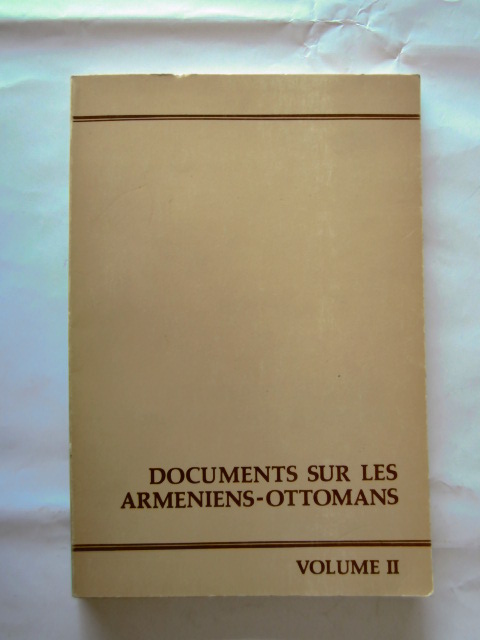 DOCUMENTS SUR LES
ARMENIENS-OTTOMANS
VOLUME II